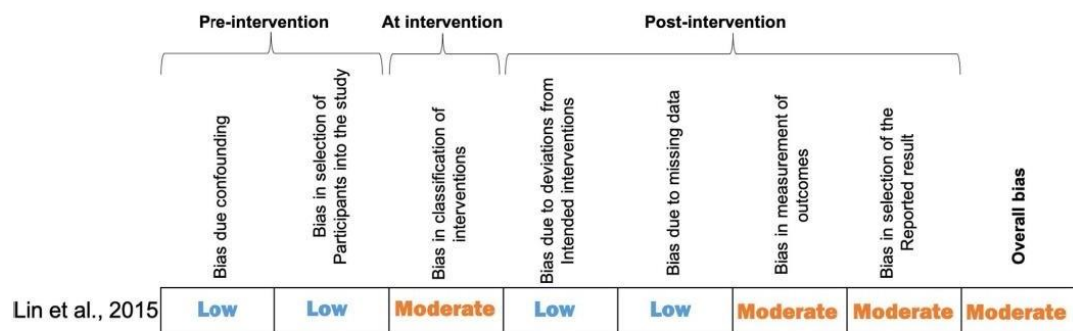 Pre-intervention
At intervention
Post-intervention
Bias due confounding
Bias in selection of
Participants into the study
Bias in classification of
interventions
Bias due to deviations from
Intended interventions
Bias due to missing data
Bias in measurement of
outcomes
Bias in selection of the
Reported result
Overall bias
Lin et al., 2015 Low Low Moderate Low Low Moderate Moderate Moderate